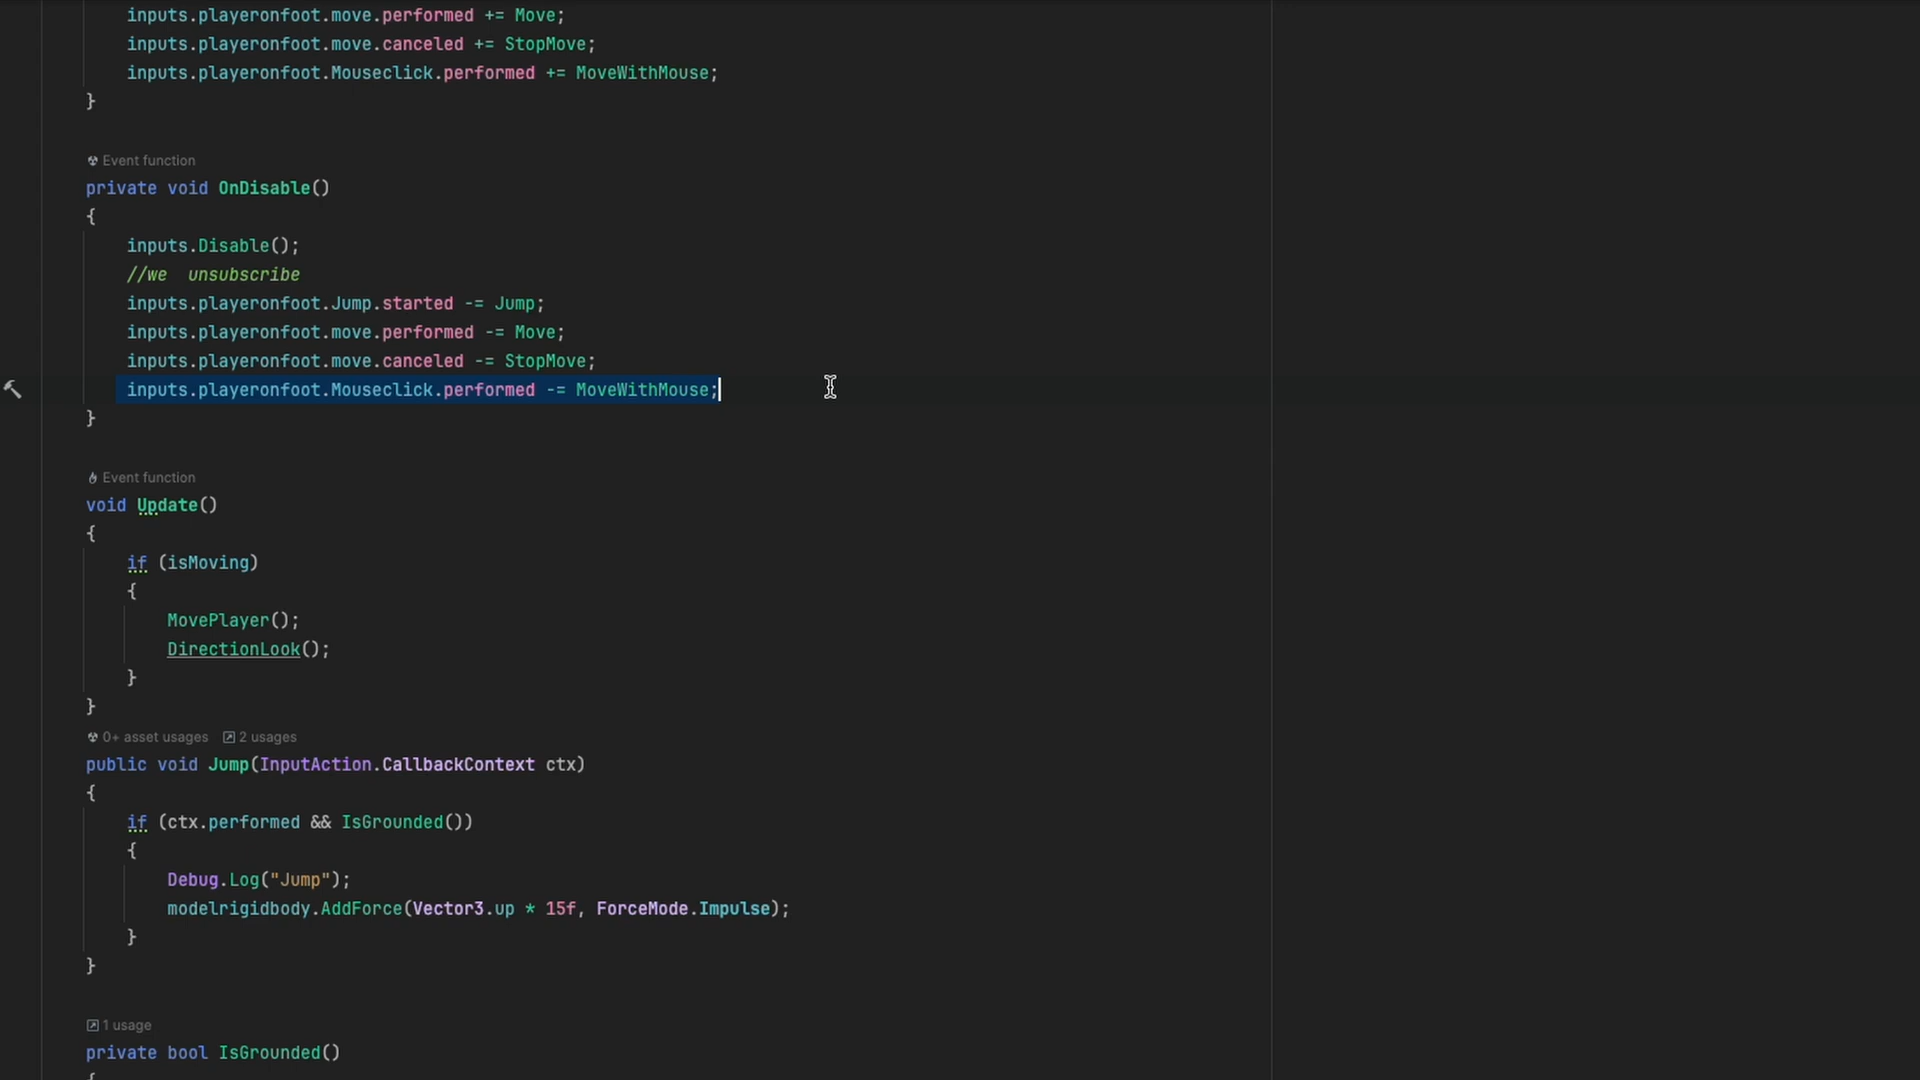 inputs.playeronfoot.move.performed += Move;
inputs.playeronfoot.move.canceled += StopMove;
inputs.playeronfoot.Mouseclick.performed += MoveWithMouse;
}
Event function
private void OnDisable()
{
inputs.Disable();
//we  unsubscribe
inputs.playeronfoot.Jump.started -= Jump;
inputs.playeronfoot.move.performed -= Move;
inputs.playeronfoot.move.canceled -= StopMove;
inputs.playeronfoot.Mouseclick.performed -= MoveWithMouse;
}
Event function
void Update()
{
if (isMoving)
{
MovePlayer();
DirectionLook();
}
}
0+ asset usages 2 usages
public void Jump(InputAction.CallbackContext ctx)
{
if (ctx.performed && IsGrounded())
{
Debug.Log("Jump");
modelrigidbody.AddForce(Vector3.up * 15f, ForceMode.Impulse);
}
}
1 usage
private bool IsGrounded()
{